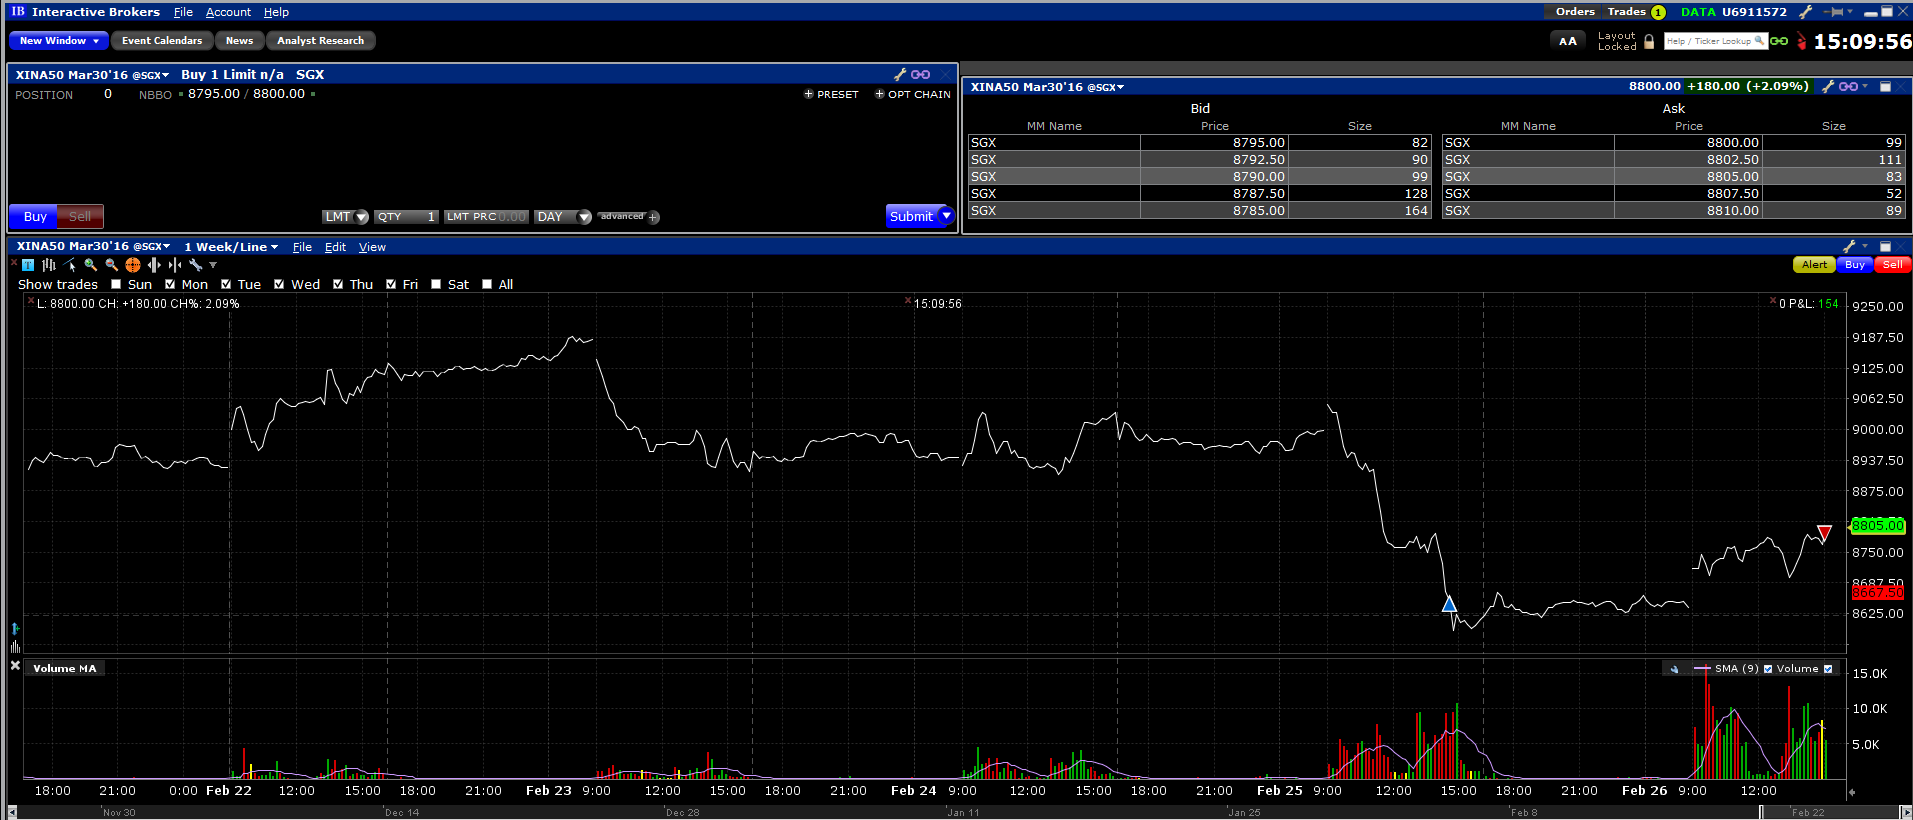 IB Interactive Brokers File Account Help Orders Trades 1 DATA U6911572
New Window Event Calendars News Analyst Research AA Layout Locked Help / Ticker Lookup 15:09:56
XINA50 Mar30'16 @SGX Buy 1 Limit n/a SGX
POSITION 0 NBBO 8795.00 / 8800.00 PRESET OPT CHAIN
Buy Sell LMT QTY 1 LMT PRC 0.00 DAY advanced Submit
XINA50 Mar30'16 @SGX 8800.00 +180.00 (+2.09%)
Bid Ask
MM Name Price Size MM Name Price Size
SGX 8795.00 82 SGX 8800.00 99
SGX 8792.50 90 SGX 8802.50 111
SGX 8790.00 99 SGX 8805.00 83
SGX 8787.50 128 SGX 8807.50 52
SGX 8785.00 164 SGX 8810.00 89
XINA50 Mar30'16 @SGX 1 Week/Line File Edit View
T Alert Buy Sell
Show trades Sun Mon Tue Wed Thu Fri Sat All
L: 8800.00 CH: +180.00 CH%: 2.09% 15:09:56 0 P&L: 154
9250.00
9187.50
9125.00
9062.50
9000.00
8937.50
8875.00
8805.00
8750.00
8687.50
8667.50
8625.00
Volume MA SMA (9) Volume
15.0K
10.0K
5.0K
18:00 21:00 0:00 Feb 22 12:00 15:00 18:00 21:00 Feb 23 9:00 12:00 15:00 18:00 21:00 Feb 24 9:00 12:00 15:00 18:00 21:00 Feb 25 9:00 12:00 15:00 18:00 21:00 Feb 26 9:00 12:00
Nov 30 Dec 14 Dec 28 Jan 11 Jan 25 Feb 8 Feb 22